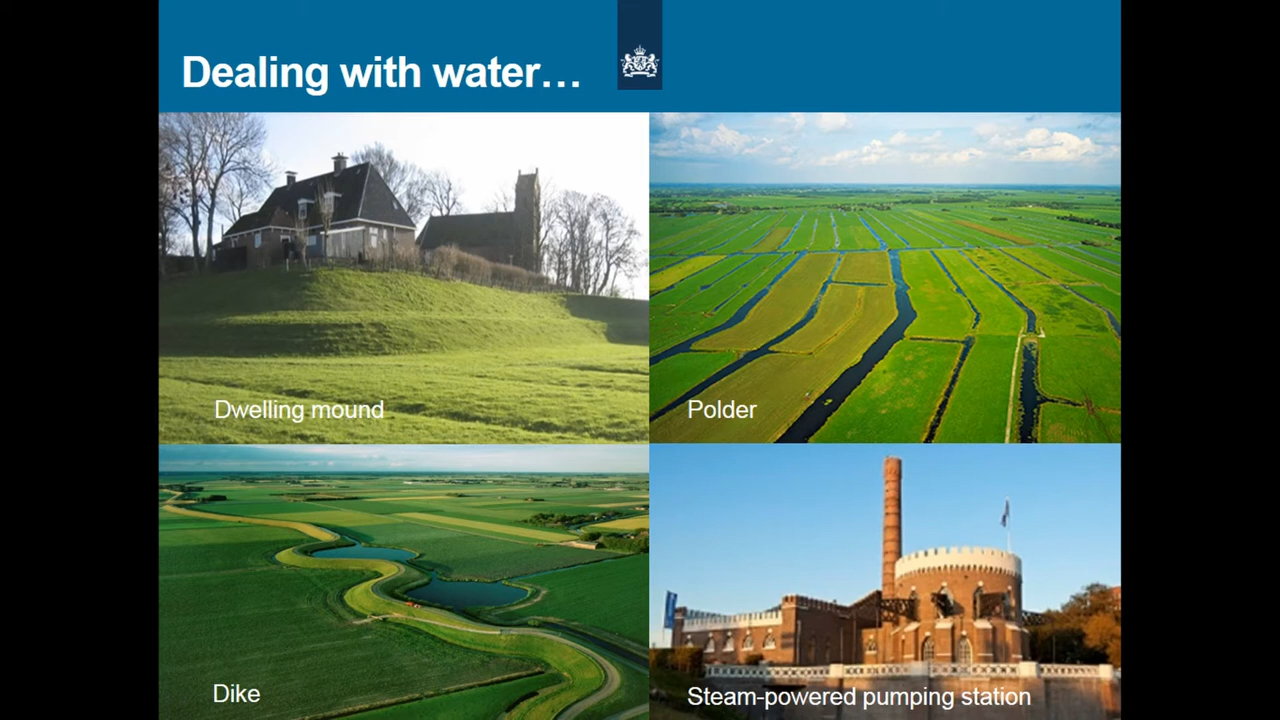 Dealing with water...
Dwelling mound
Polder
Dike
Steam-powered pumping station